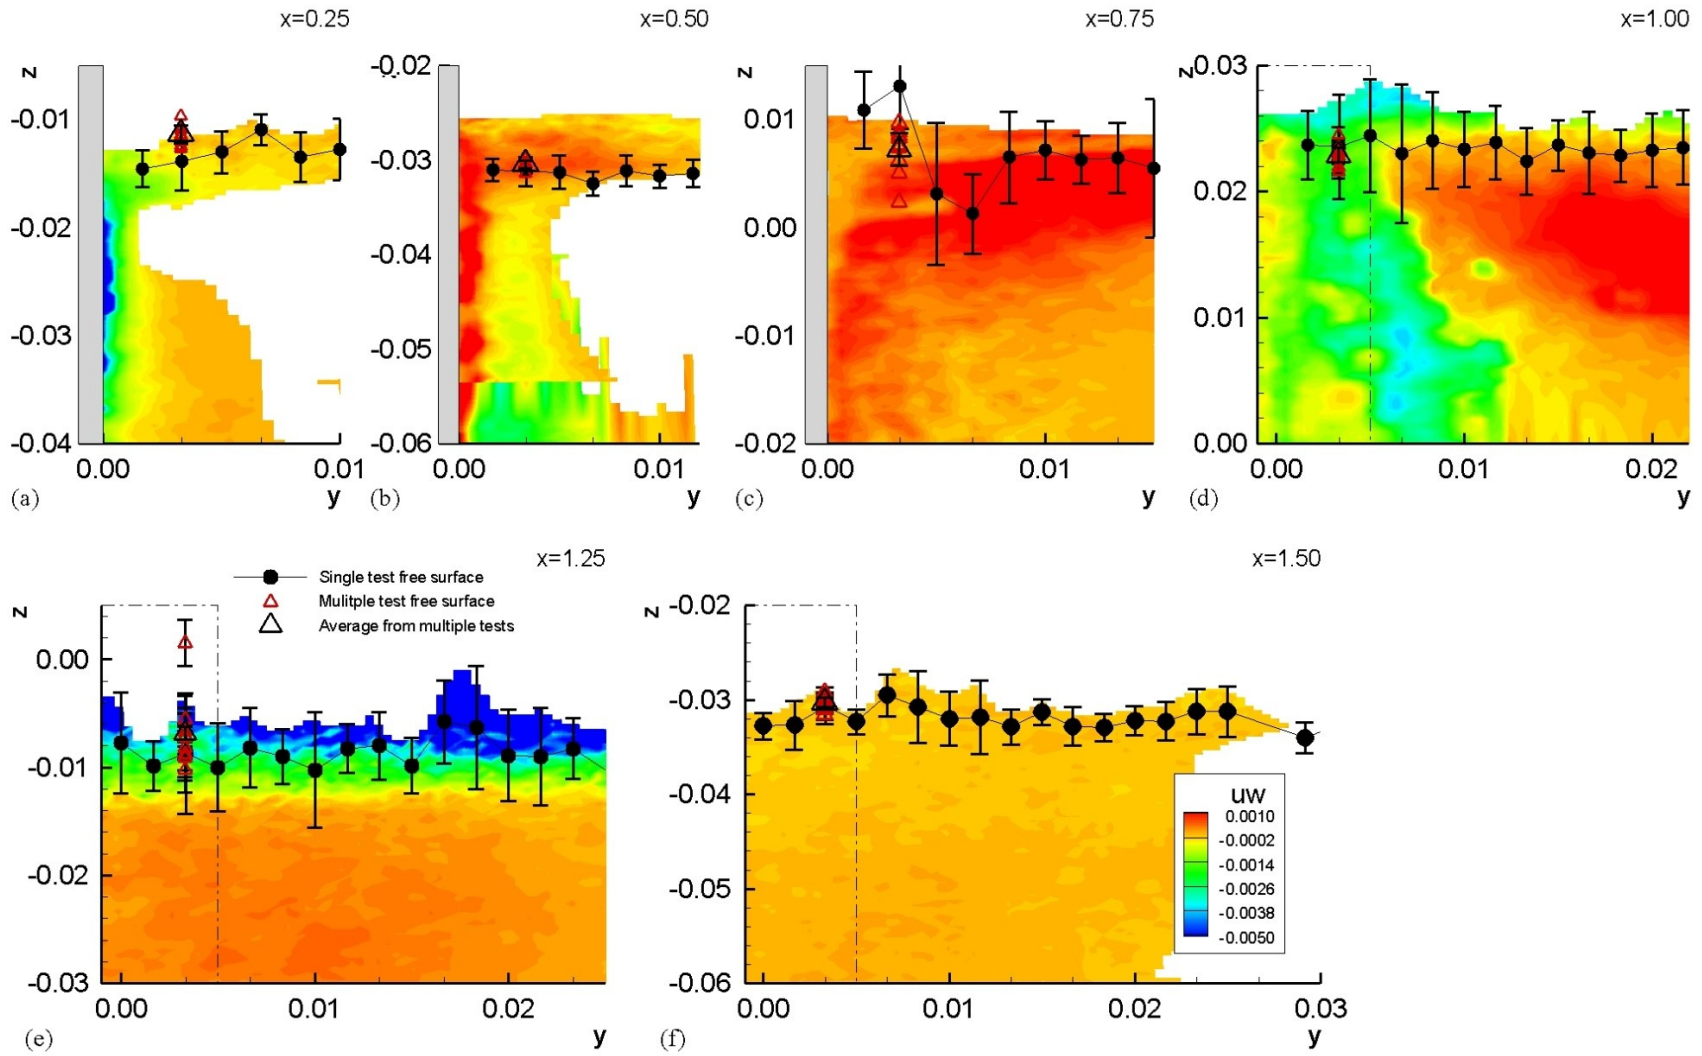 x=0.25
x=0.50
x=0.75
x=1.00
z
-0.01
-0.02
-0.03
-0.04
0.00
0.01
y
(a)
-0.02
-0.03
-0.04
-0.05
-0.06
0.00
0.01
y
(b)
z
0.01
0.00
-0.01
-0.02
0.00
0.01
y
(c)
z
0.03
0.02
0.01
0.00
0.00
0.01
0.02
y
(d)
x=1.25
Single test free surface
Mulitple test free surface
Average from multiple tests
z
0.00
-0.01
-0.02
-0.03
0.00
0.01
0.02
y
(e)
x=1.50
z
-0.02
-0.03
-0.04
-0.05
-0.06
0.00
0.01
0.02
0.03
y
(f)
uw
0.0010
-0.0002
-0.0014
-0.0026
-0.0038
-0.0050